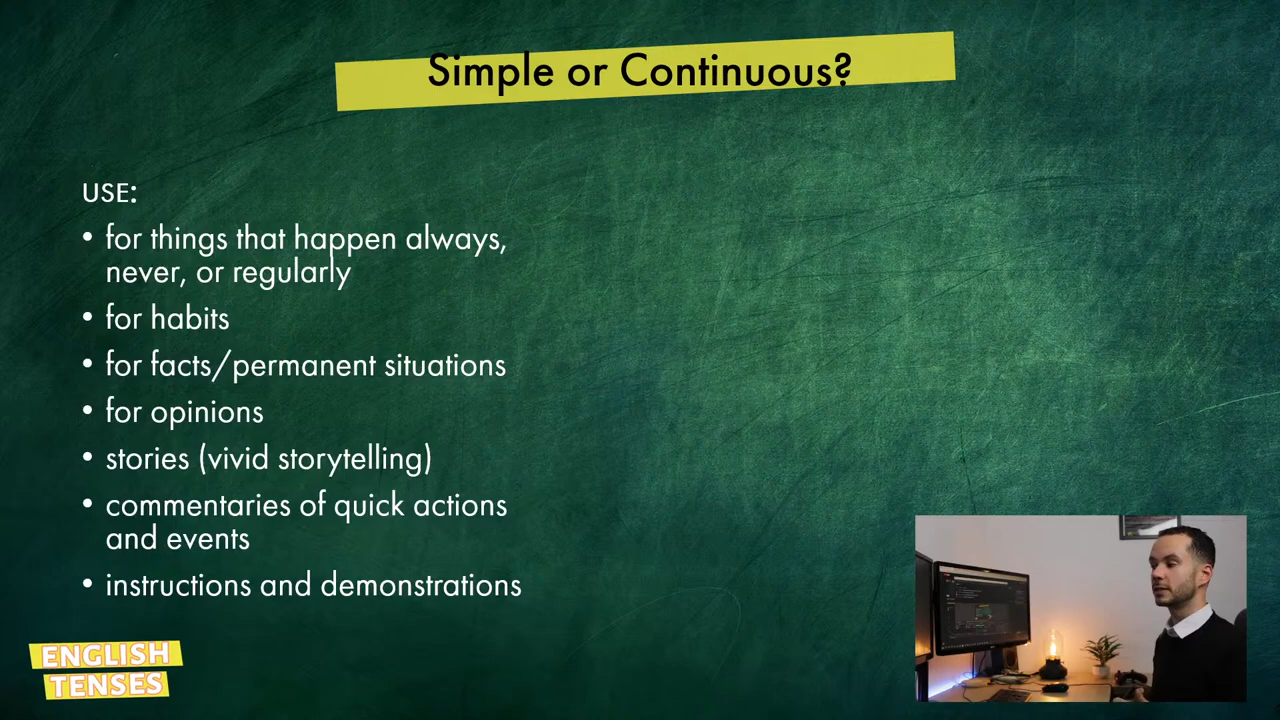 Simple or Continuous?
USE:
• for things that happen always,
never, or regularly
• for habits
• for facts/permanent situations
• for opinions
• stories (vivid storytelling)
• commentaries of quick actions
and events
• instructions and demonstrations
ENGLISH
TENSES